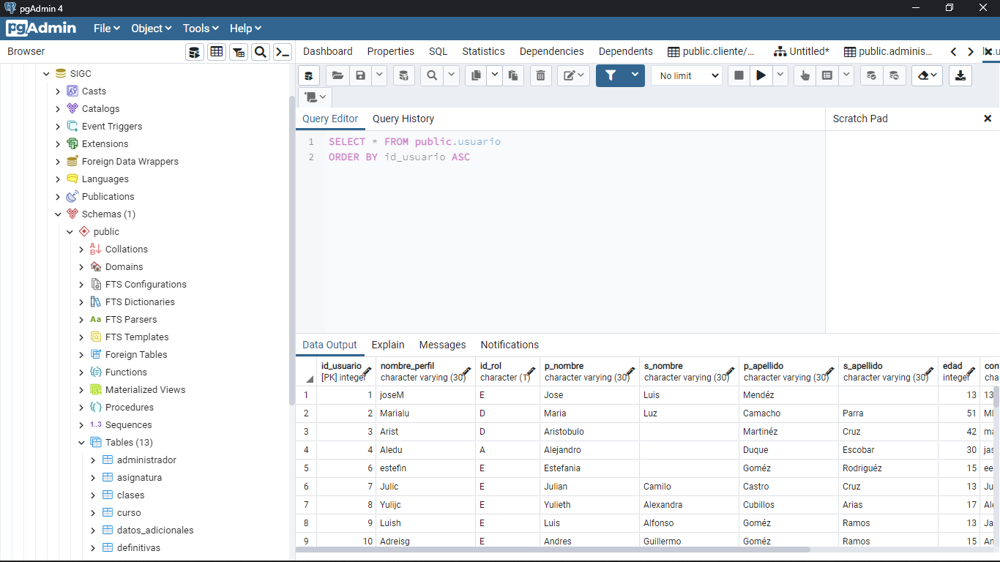 pgAdmin 4
pgAdmin File Object Tools Help
Browser
Dashboard Properties SQL Statistics Dependencies Dependents public.cliente/... Untitled* public.adminis...
No limit
SIGC
Casts
Catalogs
Event Triggers
Extensions
Foreign Data Wrappers
Languages
Publications
Schemas (1)
public
Collations
Domains
FTS Configurations
FTS Dictionaries
FTS Parsers
FTS Templates
Foreign Tables
Functions
Materialized Views
Procedures
1..3 Sequences
Tables (13)
administrador
asignatura
clases
curso
datos_adicionales
definitivas
Query Editor Query History
Scratch Pad
1 SELECT * FROM public.usuario
2 ORDER BY id_usuario ASC
Data Output Explain Messages Notifications
id_usuario nombre_perfil id_rol p_nombre s_nombre p_apellido s_apellido edad con
[PK] integer character varying (30) character (1) character varying (30) character varying (30) character varying (30) character varying (30) integer cha
1 1 joseM E Jose Luis Mendéz 13 13
2 2 Marialu D Maria Luz Camacho Parra 51
3 3 Arist D Aristobulo Martinéz Cruz 42 ma
4 4 Aledu A Alejandro Duque Escobar 30 jas
5 6 estefin E Estefania Goméz Rodriguéz 15 ee
6 7 Julic E Julian Camilo Castro Cruz 13 Ju
7 8 Yulijc E Yulieth Alexandra Cubillos Arias 17 Ale
8 9 Luish E Luis Alfonso Goméz Ramos 13 Ja
9 10 Adreisg E Andres Guillermo Goméz Ramos 15 An